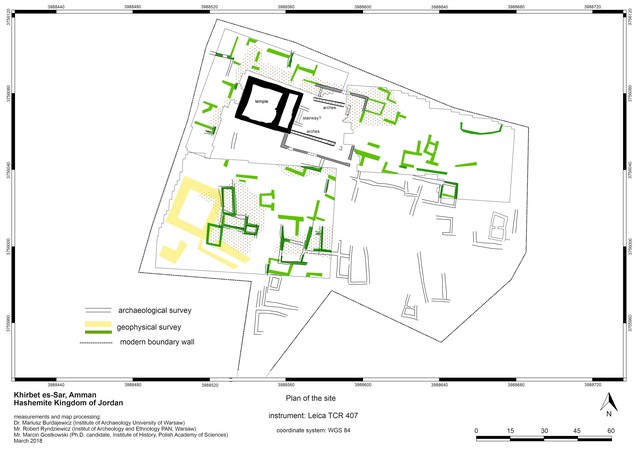 3988440 3988480 3988520 3988560 3988600 3988640 3988680 3988720
temple
arches
stairway?
arches
archaeological survey
geophysical survey
modern boundary wall
3988440 3988480 3988520 3988560 3988600 3988640 3988680 3988720
Khirbet es-Sar, Amman
Hashemite Kingdom of Jordan
measurements and map processing:
Dr. Mariusz Burdajewicz (Institute of Archaeology University of Warsaw)
Mr. Robert Ryndziewicz (Institut of Archeology and Ethnology PAN, Warsaw)
Mr. Marcin Gostkowski (Ph.D. candidate, Institute of History, Polish Academy of Sciences)
March 2018
Plan of the site
instrument: Leica TCR 407
coordinate system: WGS 84
N
0 15 30 45 60